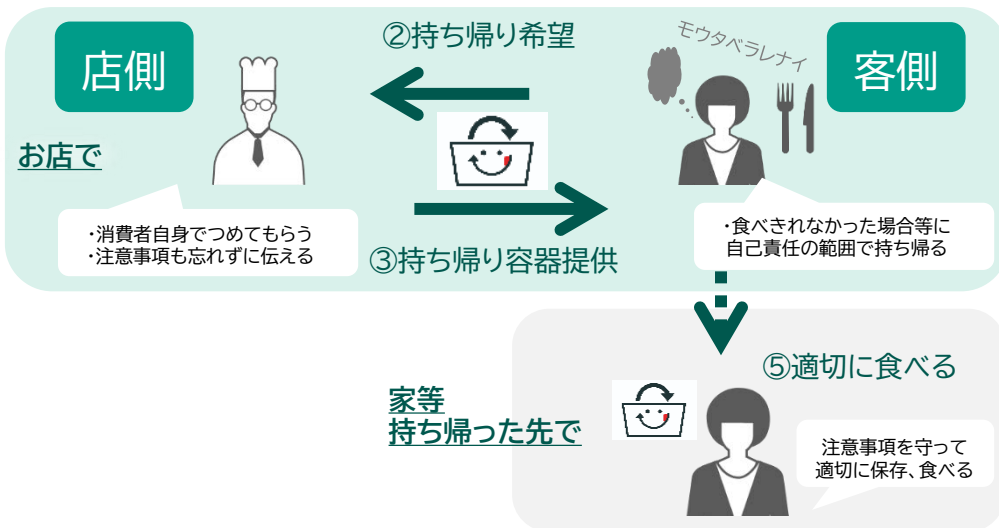 店側
②持ち帰り希望
モウタベラレナイ
客側
お店で
・消費者自身でつめてもらう
・注意事項も忘れずに伝える
③持ち帰り容器提供
・食べきれなかった場合等に
自己責任の範囲で持ち帰る
⑤適切に食べる
家等
持ち帰った先で
注意事項を守って
適切に保存、食べる